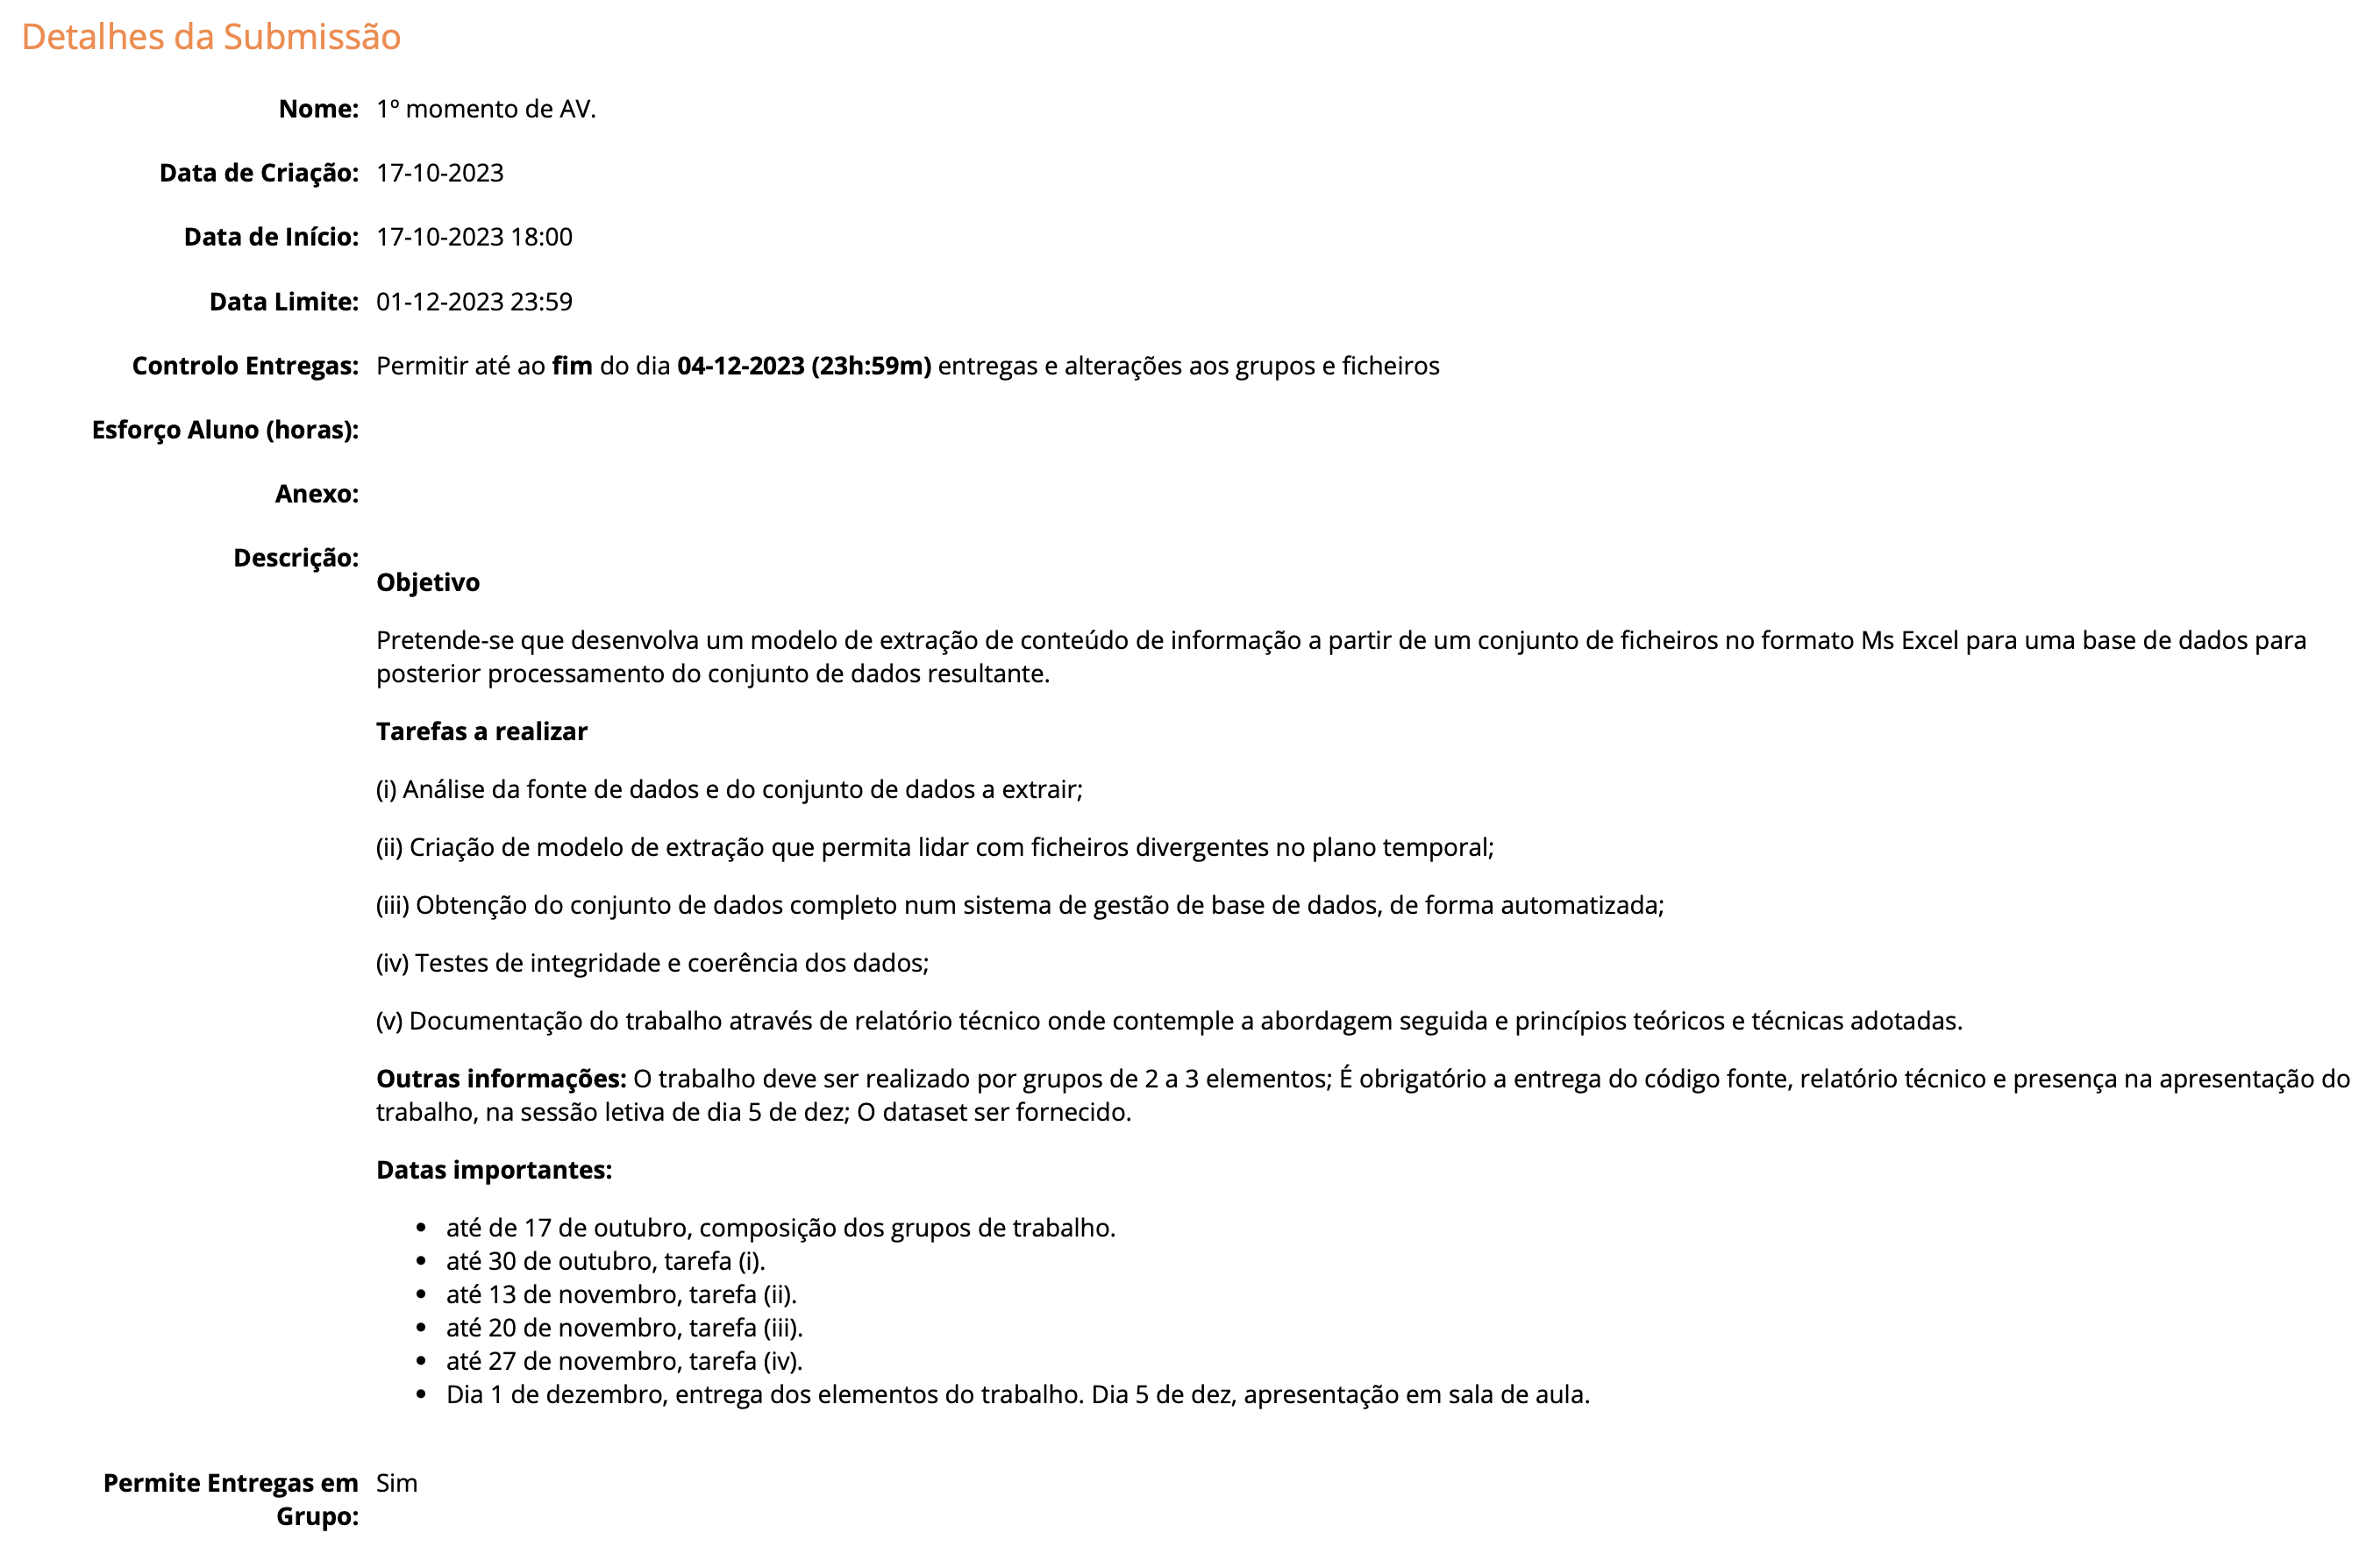 Detalhes da Submissão
Nome: 1º momento de AV.
Data de Criação: 17-10-2023
Data de Início: 17-10-2023 18:00
Data Limite: 01-12-2023 23:59
Controlo Entregas: Permitir até ao fim do dia 04-12-2023 (23h:59m) entregas e alterações aos grupos e ficheiros
Esforço Aluno (horas):
Anexo:
Descrição:
Objetivo
Pretende-se que desenvolva um modelo de extração de conteúdo de informação a partir de um conjunto de ficheiros no formato Ms Excel para uma base de dados para
posterior processamento do conjunto de dados resultante.
Tarefas a realizar
(i) Análise da fonte de dados e do conjunto de dados a extrair;
(ii) Criação de modelo de extração que permita lidar com ficheiros divergentes no plano temporal;
(iii) Obtenção do conjunto de dados completo num sistema de gestão de base de dados, de forma automatizada;
(iv) Testes de integridade e coerência dos dados;
(v) Documentação do trabalho através de relatório técnico onde contemple a abordagem seguida e princípios teóricos e técnicas adotadas.
Outras informações: O trabalho deve ser realizado por grupos de 2 a 3 elementos; É obrigatório a entrega do código fonte, relatório técnico e presença na apresentação do
trabalho, na sessão letiva de dia 5 de dez; O dataset ser fornecido.
Datas importantes:
• até de 17 de outubro, composição dos grupos de trabalho.
• até 30 de outubro, tarefa (i).
• até 13 de novembro, tarefa (ii).
• até 20 de novembro, tarefa (iii).
• até 27 de novembro, tarefa (iv).
• Dia 1 de dezembro, entrega dos elementos do trabalho. Dia 5 de dez, apresentação em sala de aula.
Permite Entregas em Sim
Grupo: